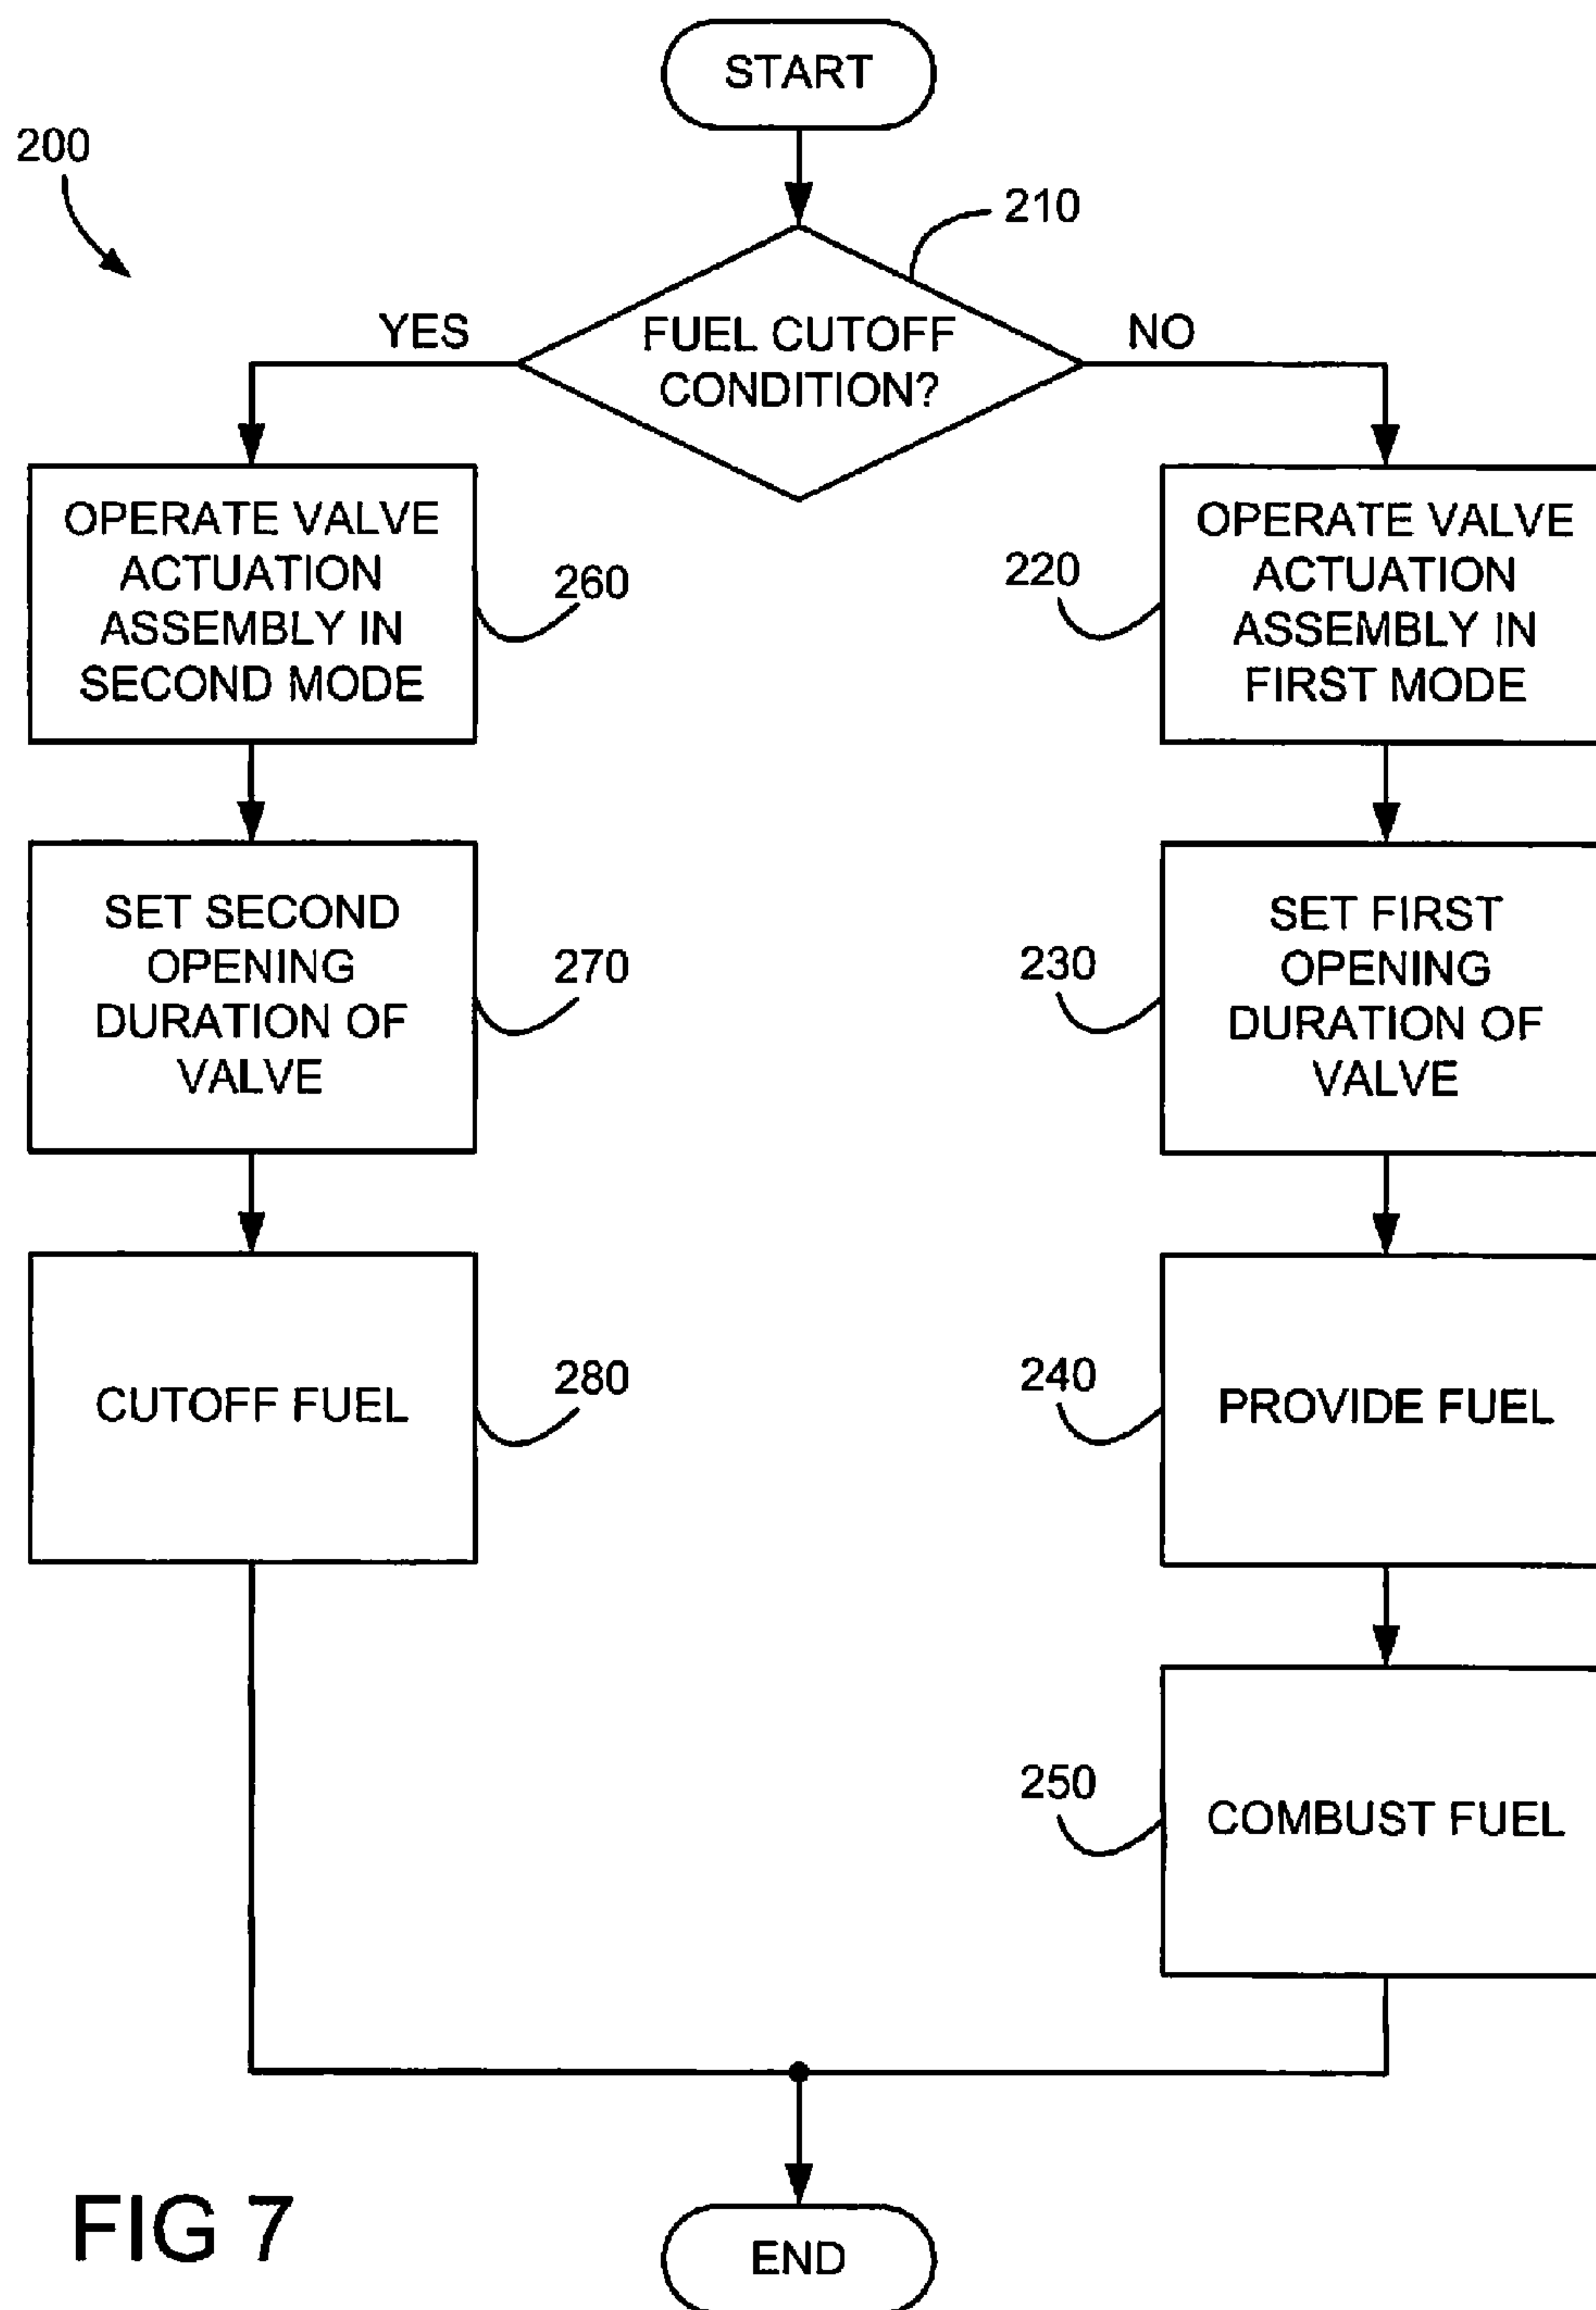 START
200
210
YES
FUEL CUTOFF
CONDITION?
NO
OPERATE VALVE
ACTUATION
ASSEMBLY IN
SECOND MODE
260
220
OPERATE VALVE
ACTUATION
ASSEMBLY IN
FIRST MODE
SET SECOND
OPENING
DURATION OF
VALVE
270
230
SET FIRST
OPENING
DURATION OF
VALVE
CUTOFF FUEL
280
240
PROVIDE FUEL
250
COMBUST FUEL
FIG 7
END